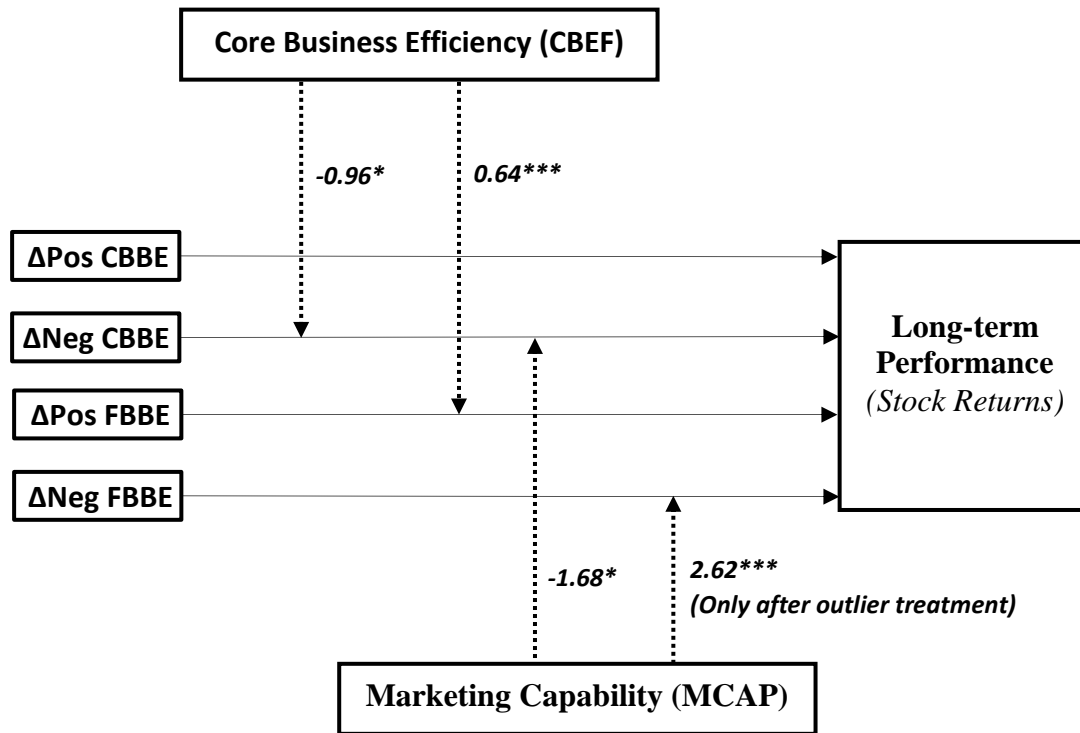 Core Business Efficiency (CBEF)
-0.96*
0.64***
ΔPos CBBE
ΔNeg CBBE
ΔPos FBBE
ΔNeg FBBE
Long-term
Performance
(Stock Returns)
-1.68*
2.62***
(Only after outlier treatment)
Marketing Capability (MCAP)